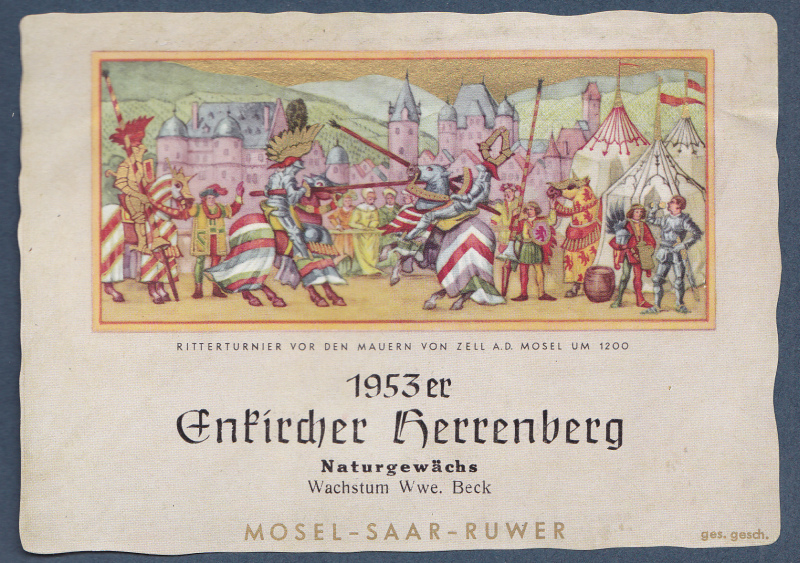 RITTERTURNIER VOR DEN MAUERN VON ZELL A.D. MOSEL UM 1200
1953er
Enkircher Herrenberg
Naturgewächs
Wachstum Wwe. Beck
MOSEL-SAAR-RUWER
ges. gesch.